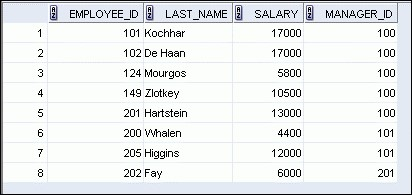 EMPLOYEE_ID LAST_NAME SALARY MANAGER_ID
1 101 Kochhar 17000 100
2 102 De Haan 17000 100
3 124 Mourgos 5800 100
4 149 Zlotkey 10500 100
5 201 Hartstein 13000 100
6 200 Whalen 4400 101
7 205 Higgins 12000 101
8 202 Fay 6000 201